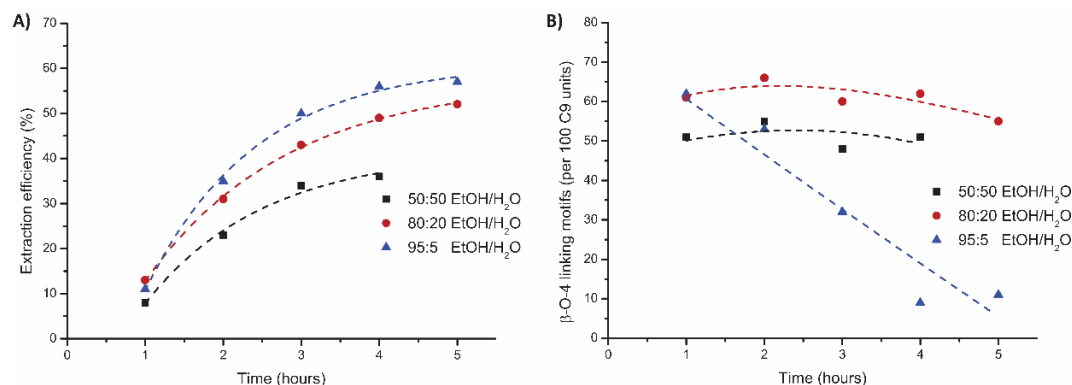 A)
Extraction efficiency (%)
70
60
50
40
30
20
10
0
0 1 2 3 4 5
Time (hours)
50:50 EtOH/H₂O
80:20 EtOH/H₂O
95:5 EtOH/H₂O
B)
β-O-4 linking motifs (per 100 C9 units)
80
70
60
50
40
30
20
10
0
0 1 2 3 4 5
Time (hours)
50:50 EtOH/H₂O
80:20 EtOH/H₂O
95:5 EtOH/H₂O